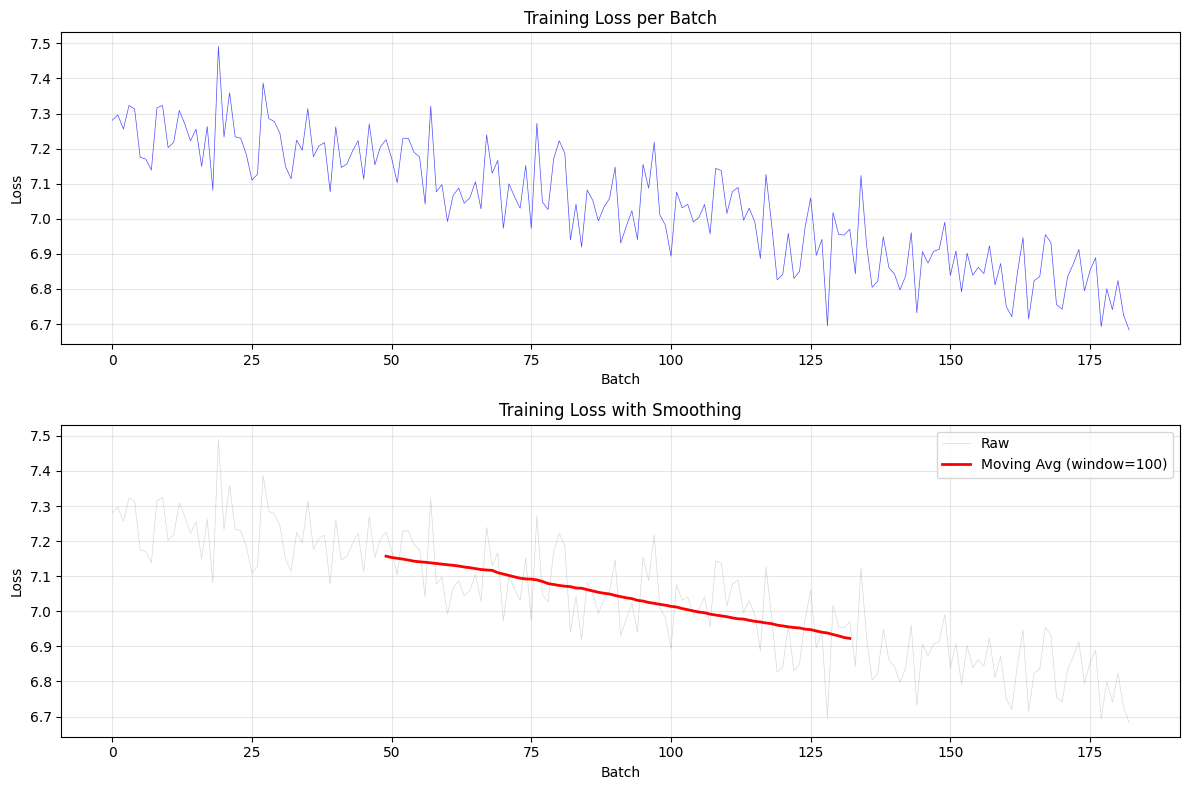 Training Loss per Batch
7.5
7.4
7.3
7.2
7.1
7.0
6.9
6.8
6.7
Loss
0 25 50 75 100 125 150 175
Batch
Training Loss with Smoothing
Raw
Moving Avg (window=100)
7.5
7.4
7.3
7.2
7.1
7.0
6.9
6.8
6.7
Loss
0 25 50 75 100 125 150 175
Batch